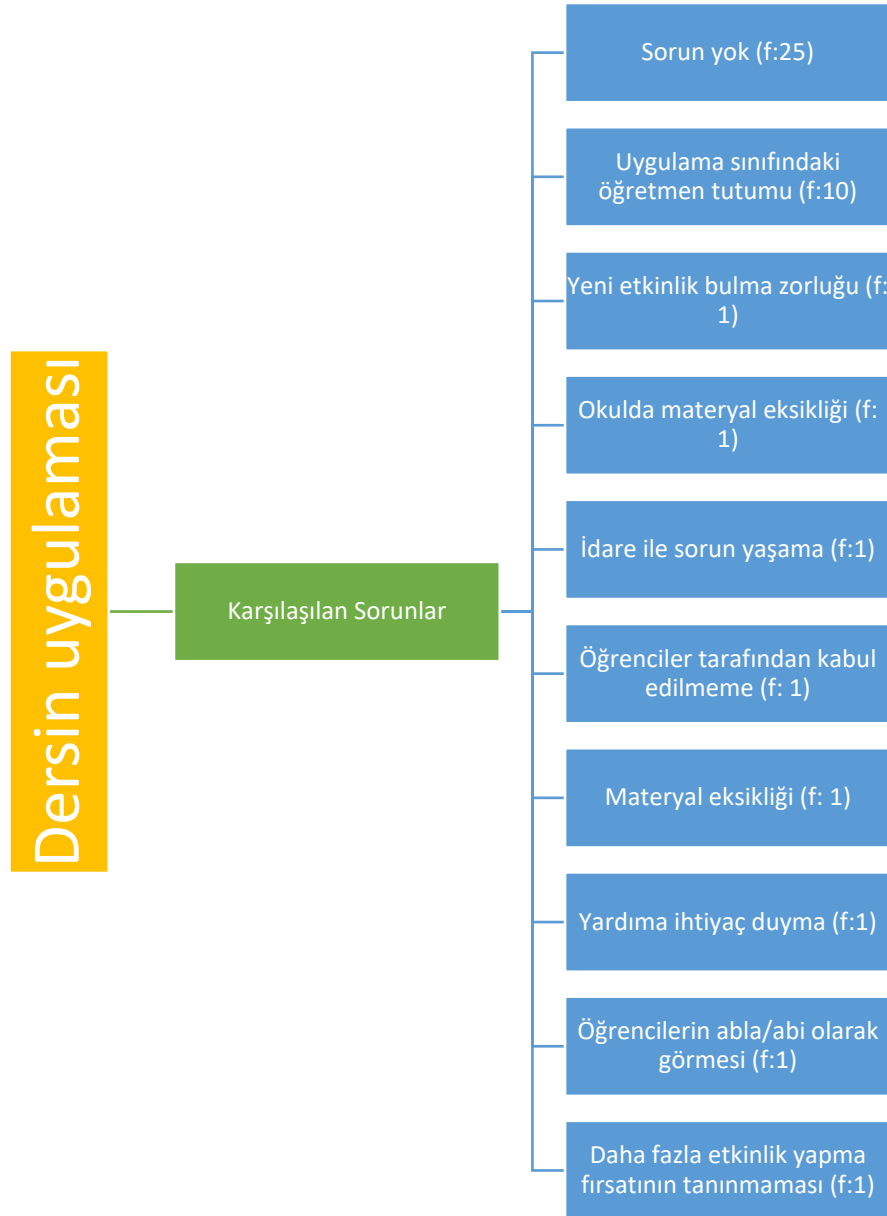 Dersin uygulaması
Karşılaşılan Sorunlar
Sorun yok (f:25)
Uygulama sınıfındaki
öğretmen tutumu (f:10)
Yeni etkinlik bulma zorluğu (f:
1)
Okulda materyal eksikliği (f:
1)
İdare ile sorun yaşama (f:1)
Öğrenciler tarafından kabul
edilmeme (f: 1)
Materyal eksikliği (f: 1)
Yardıma ihtiyaç duyma (f:1)
Öğrencilerin abla/abi olarak
görmesi (f:1)
Daha fazla etkinlik yapma
fırsatının tanınmaması (f:1)